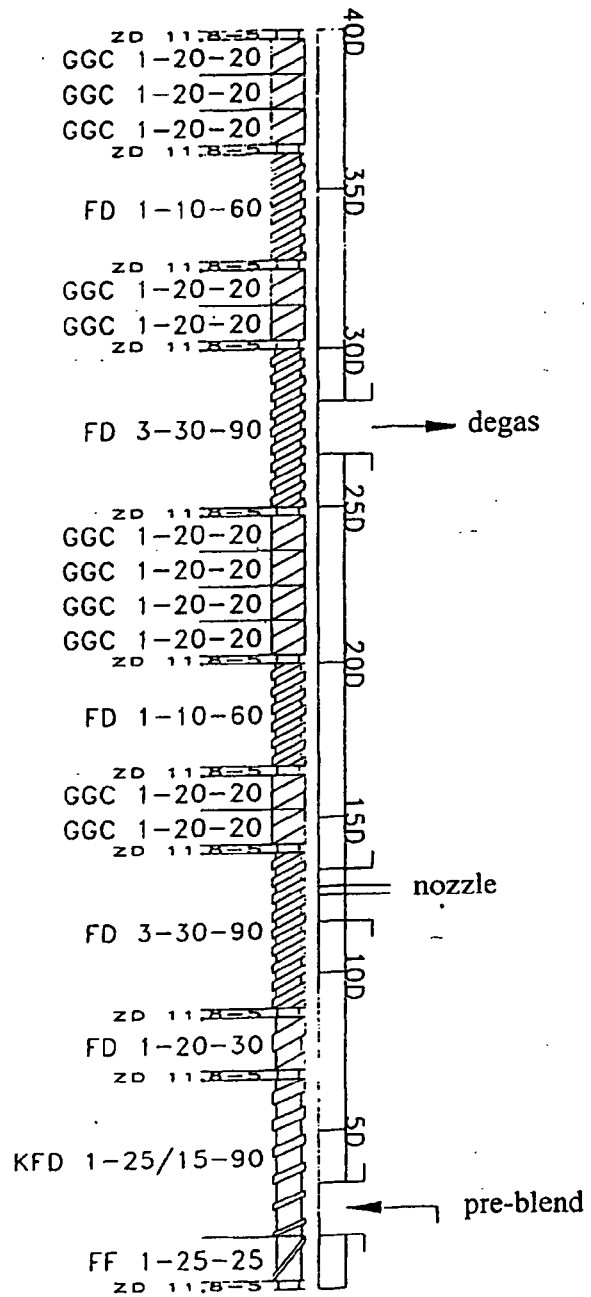 ZD 11.8-5
40D
GGC 1-20-20
GGC 1-20-20
GGC 1-20-20
ZD 11.8-5
35D
FD 1-10-60
ZD 11.8-5
GGC 1-20-20
GGC 1-20-20
ZD 11.8-5
30D
FD 3-30-90
degas
25D
ZD 11.8-5
GGC 1-20-20
GGC 1-20-20
GGC 1-20-20
GGC 1-20-20
ZD 11.8-5
20D
FD 1-10-60
ZD 11.8-5
GGC 1-20-20
GGC 1-20-20
15D
ZD 11.8-5
nozzle
FD 3-30-90
10D
ZD 11.8-5
FD 1-20-30
ZD 11.8-5
5D
KFD 1-25/15-90
pre-blend
FF 1-25-25
ZD 11.8-5